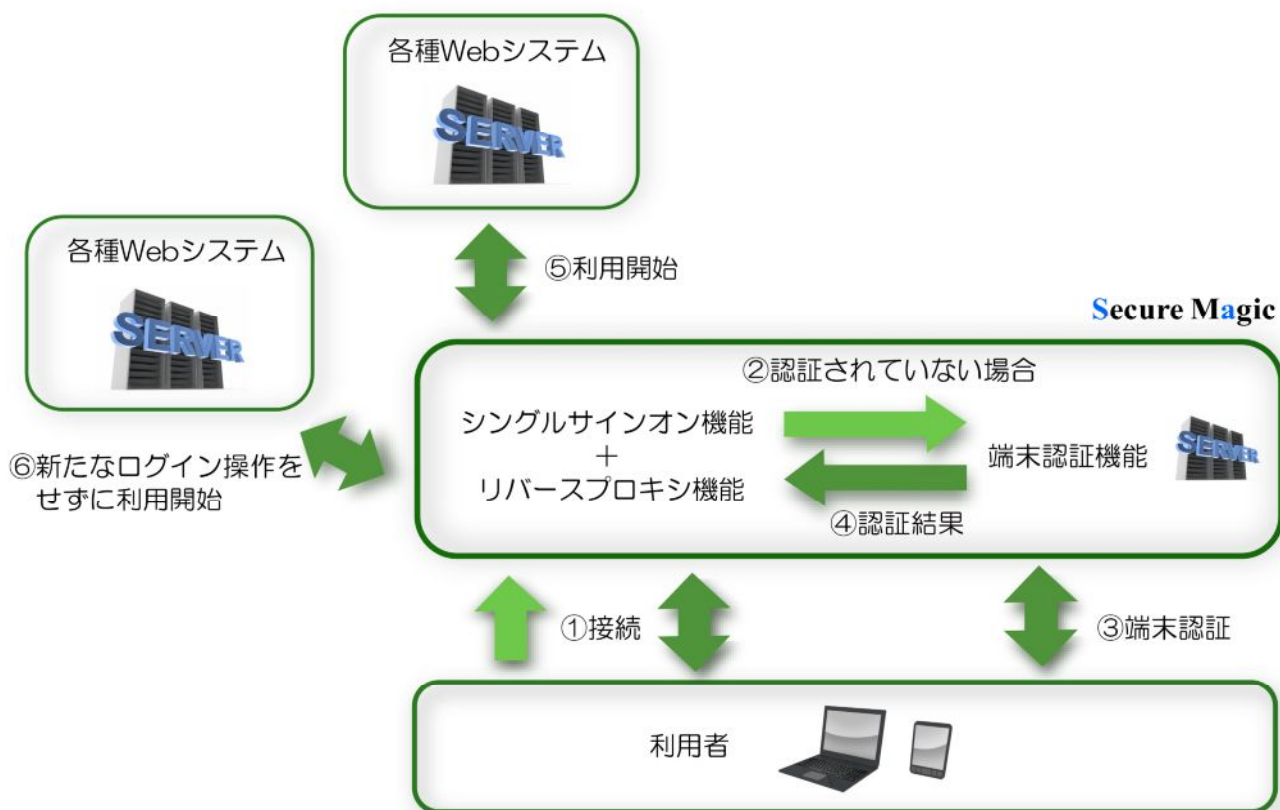 各種Webシステム
SERVER
各種Webシステム
SERVER
⑤利用開始
Secure Magic
②認証されていない場合
シングルサインオン機能
+
リバースプロキシ機能
端末認証機能
SERVER
④認証結果
⑥新たなログイン操作を
せずに利用開始
①接続
③端末認証
利用者